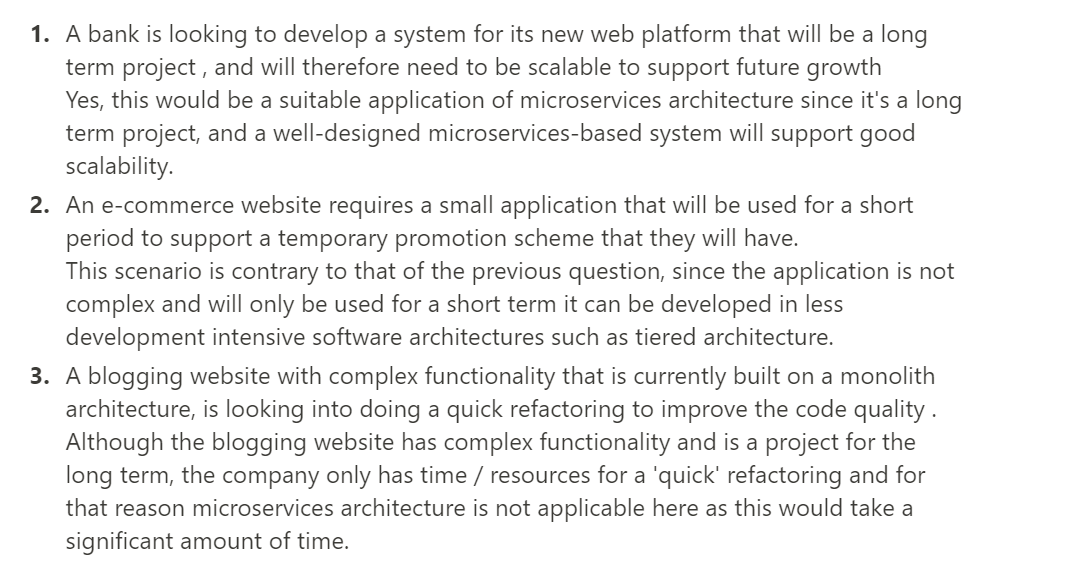 1. A bank is looking to develop a system for its new web platform that will be a long
term project , and will therefore need to be scalable to support future growth
Yes, this would be a suitable application of microservices architecture since it's a long
term project, and a well-designed microservices-based system will support good
scalability.
2. An e-commerce website requires a small application that will be used for a short
period to support a temporary promotion scheme that they will have.
This scenario is contrary to that of the previous question, since the application is not
complex and will only be used for a short term it can be developed in less
development intensive software architectures such as tiered architecture.
3. A blogging website with complex functionality that is currently built on a monolith
architecture, is looking into doing a quick refactoring to improve the code quality .
Although the blogging website has complex functionality and is a project for the
long term, the company only has time / resources for a 'quick' refactoring and for
that reason microservices architecture is not applicable here as this would take a
significant amount of time.